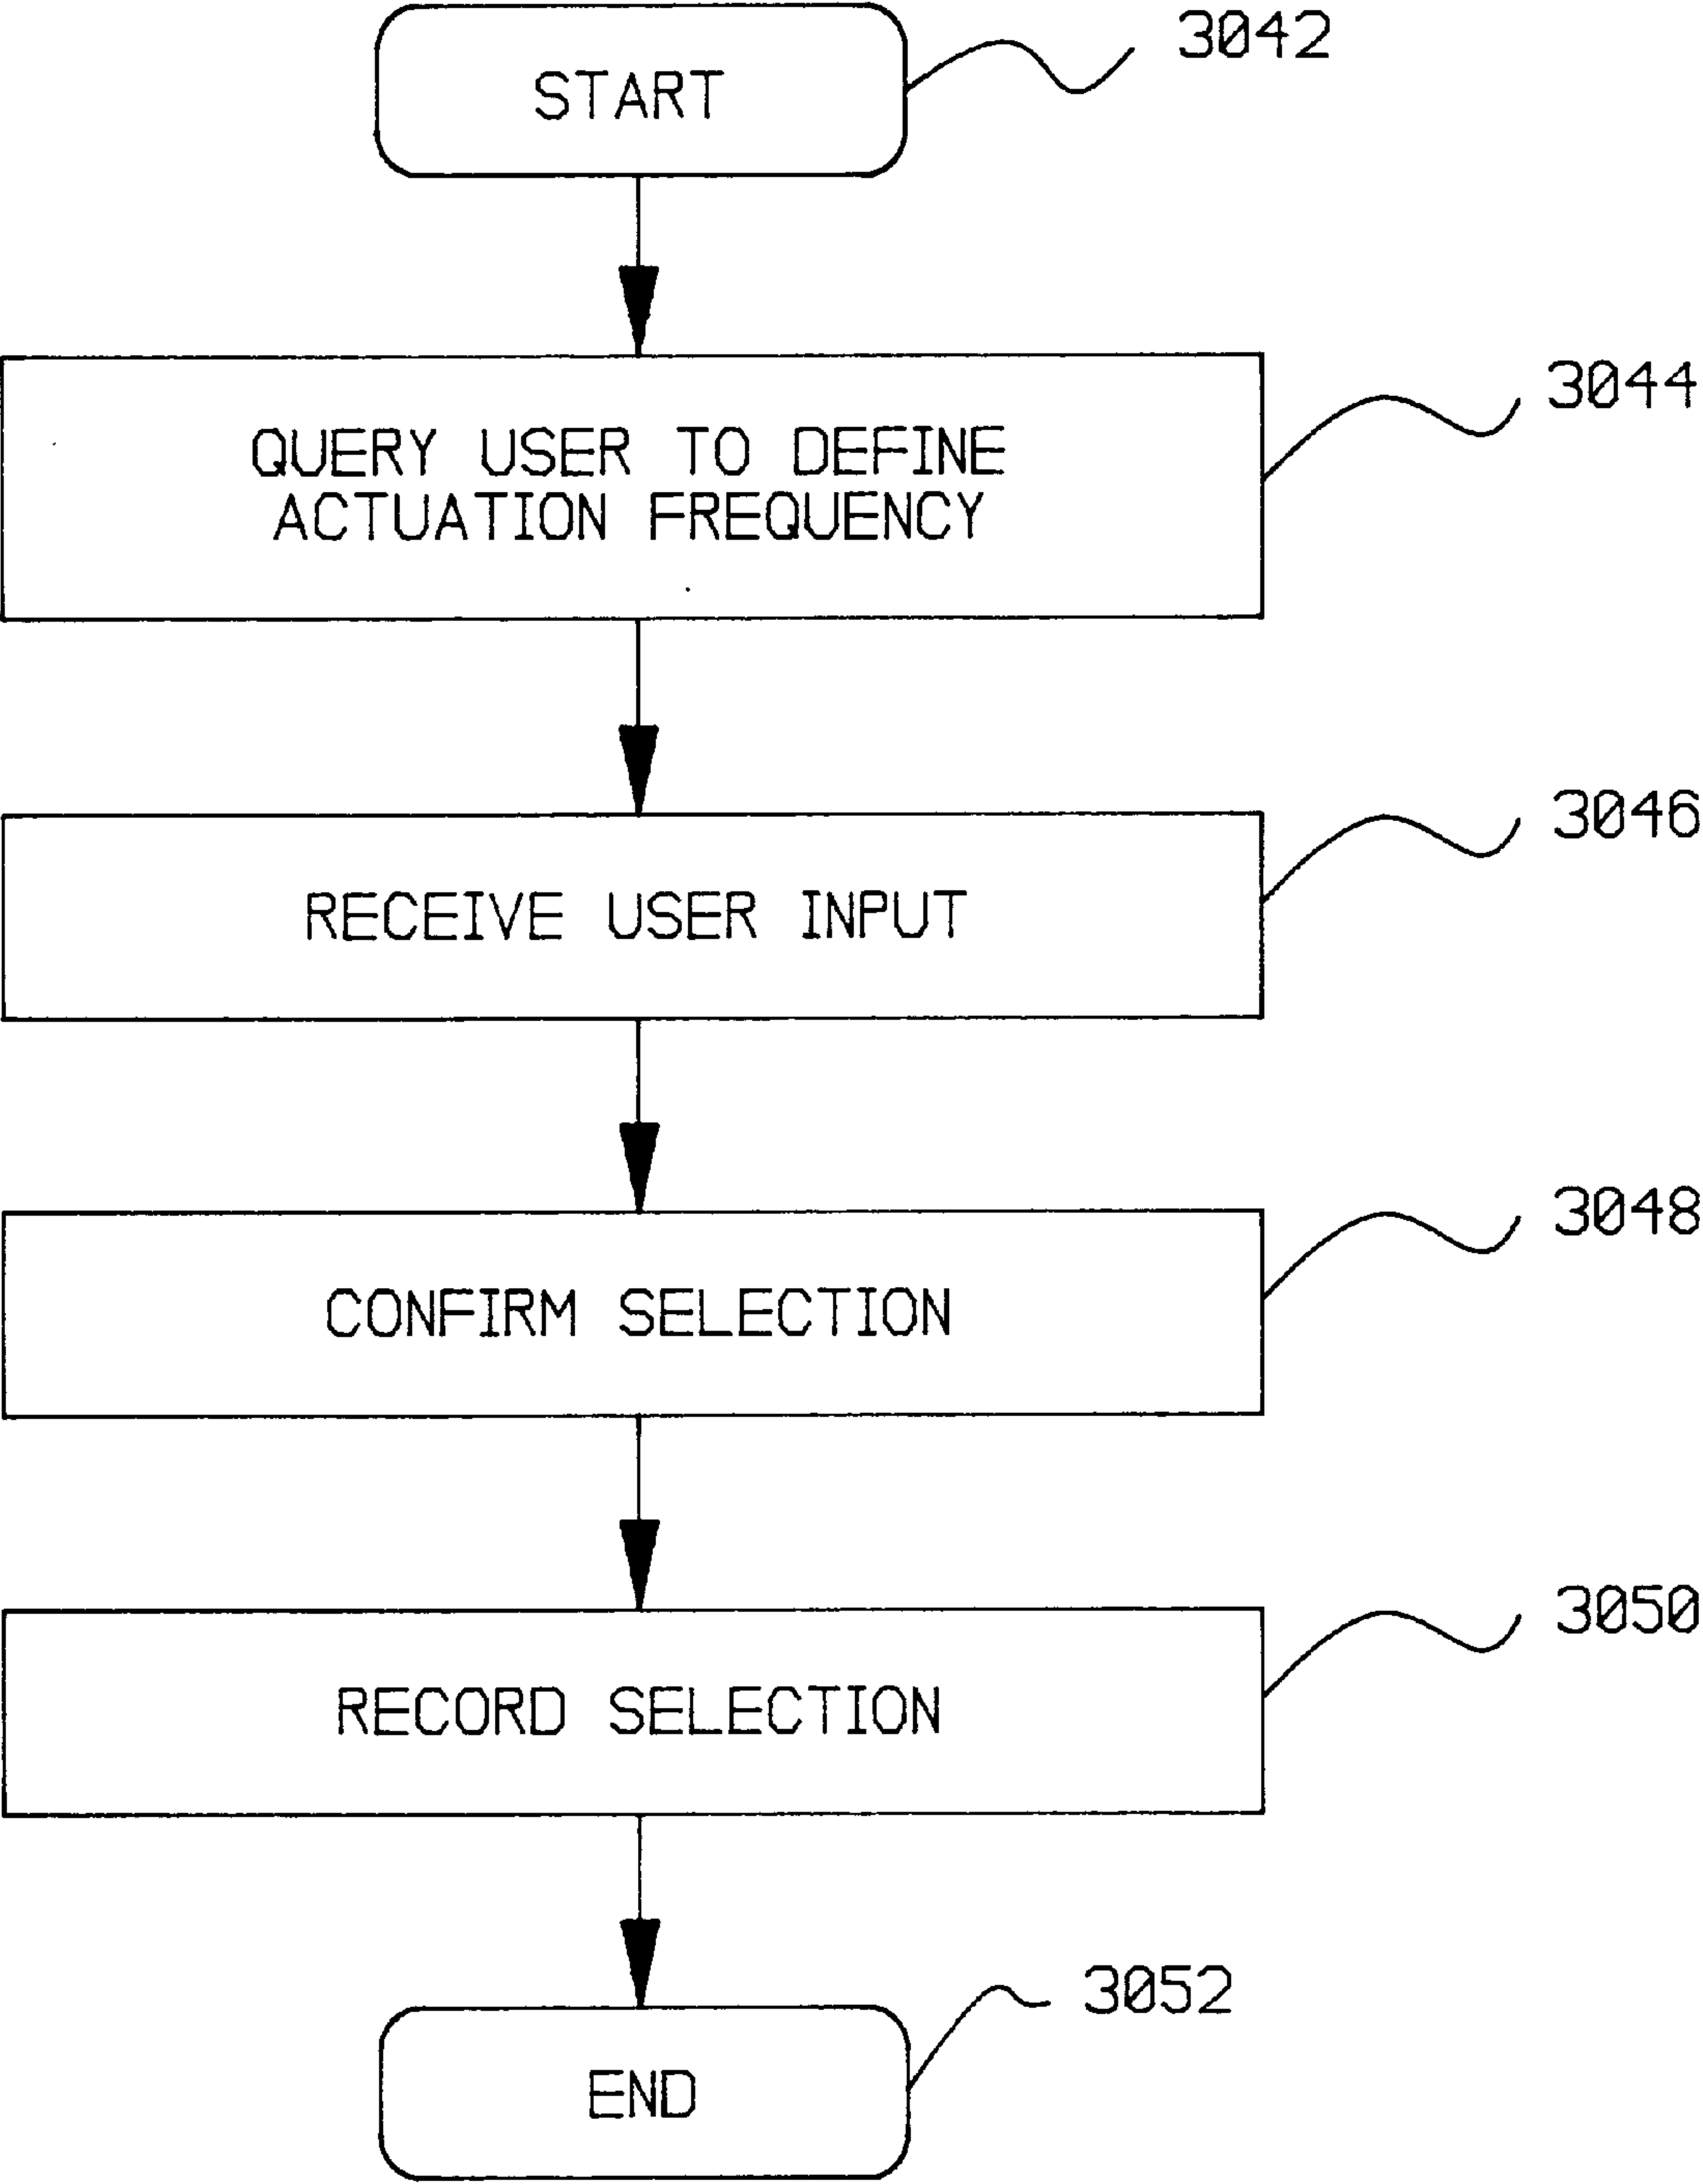 START
3042
QUERY USER TO DEFINE
ACTUATION FREQUENCY
3044
RECEIVE USER INPUT
3046
CONFIRM SELECTION
3048
RECORD SELECTION
3050
END
3052